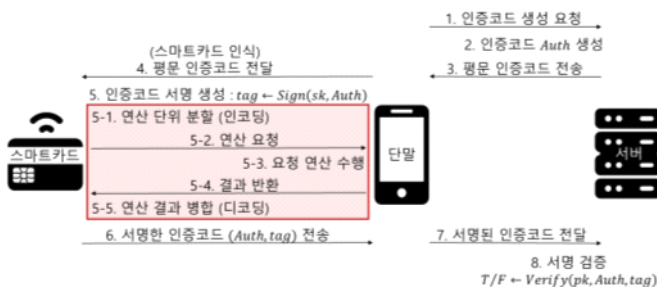 1. 인증코드 생성 요청
2. 인증코드 Auth 생성
3. 평문 인증코드 전송
(스마트카드 인식)
4. 평문 인증코드 전달
5. 인증코드 서명 생성 : tag ← Sign(sk, Auth)
5-1. 연산 단위 분할 (인코딩)
5-2. 연산 요청
5-3. 요청 연산 수행
5-4. 결과 반환
5-5. 연산 결과 병합 (디코딩)
스마트카드
단말
서버
6. 서명한 인증코드 (Auth, tag) 전송
7. 서명된 인증코드 전달
8. 서명 검증
T/F ← Verify(pk, Auth, tag)